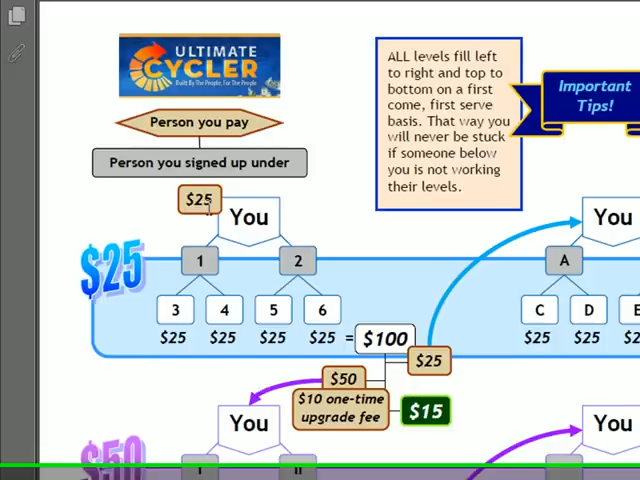 ULTIMATE
CYCLER
Built By The People, For The People
Person you pay
Person you signed up under
ALL levels fill left
to right and top to
bottom on a first
come, first serve
basis. That way you
will never be stuck
if someone below
you is not working
their levels.
Important
Tips!
$25
You
You
$25
1
2
A
3
4
5
6
C
D
$25
$25
$25
$25
=
$100
$25
$25
$25
$50
$10 one-time
upgrade fee
$15
You
You
$50
I
II